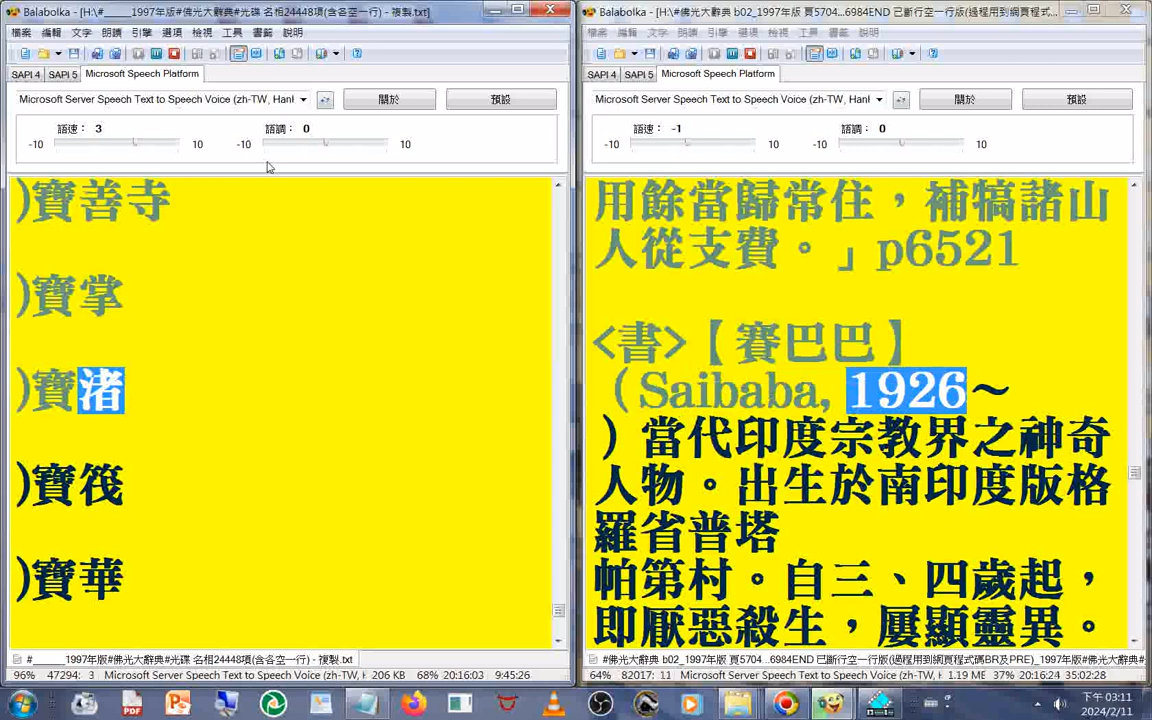 Balabolka - [H:\#_____1997年版#佛光大辭典#光碟 名相24448項(含各空一行) - 複製.txt]
檔案 編輯 文字 朗讀 引擎 選項 檢視 工具 書籤 說明
SAPI 4 SAPI 5 Microsoft Speech Platform
Microsoft Server Speech Text to Speech Voice (zh-TW, Hanl
關於
預設
語速： 3
語調： 0
-10 10 -10 10
)寶善寺
)寶掌
)寶渚
)寶筏
)寶華
#_____1997年版#佛光大辭典#光碟 名相24448項(含各空一行) - 複製.txt
96% 47294: 3 Microsoft Server Speech Text to Speech Voice (zh-TW, H 206 KB 68% 20:16:03 9:45:26
Balabolka - [H:\#佛光大辭典 b02_1997年版 頁5704...6984END 已斷行空一行版(過程用到網頁程式...
檔案 編輯 文字 朗讀 引擎 選項 檢視 工具 書籤 說明
SAPI 4 SAPI 5 Microsoft Speech Platform
Microsoft Server Speech Text to Speech Voice (zh-TW, Hanl
關於
預設
語速： -1
語調： 0
-10 10 -10 10
用餘當歸常住，補犒諸山
人從支費。」p6521
<書>【賽巴巴】
（Saibaba, 1926～
）當代印度宗教界之神奇
人物。出生於南印度版格
羅省普塔
帕第村。自三、四歲起，
即厭惡殺生，屢顯靈異。
#佛光大辭典 b02_1997年版 頁5704...6984END 已斷行空一行版(過程用到網頁程式碼BR及PRE)_1997年版#佛光大辭典#
64% 82017: 11 Microsoft Server Speech Text to Speech Voice (zh-TW, H 1.19 ME 37% 20:16:24 35:02:28
下午 03:11
2024/2/11